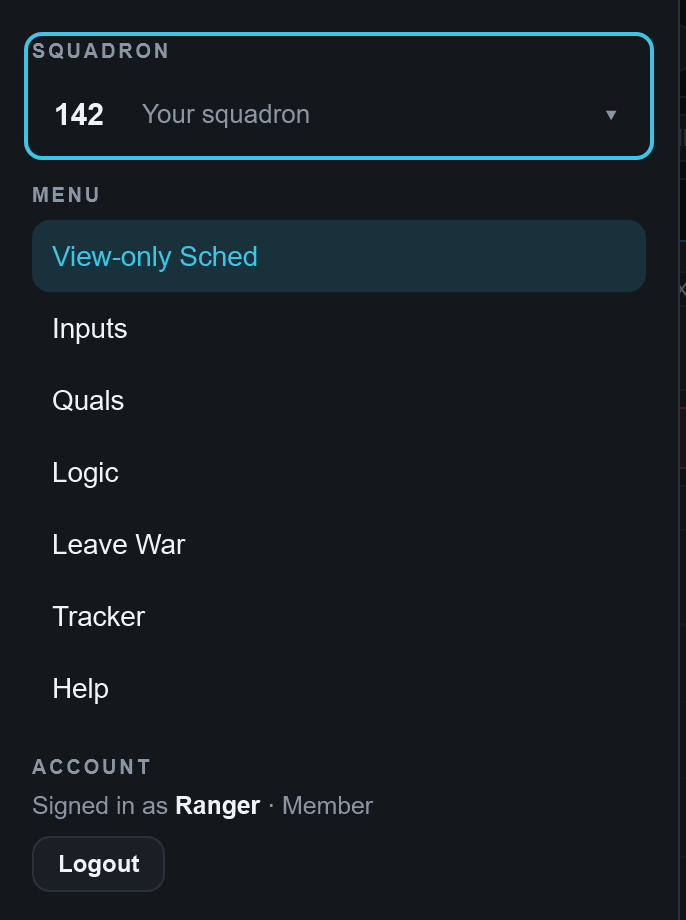 SQUADRON
142 Your squadron ▼
MENU
View-only Sched
Inputs
Quals
Logic
Leave War
Tracker
Help
ACCOUNT
Signed in as Ranger · Member
Logout